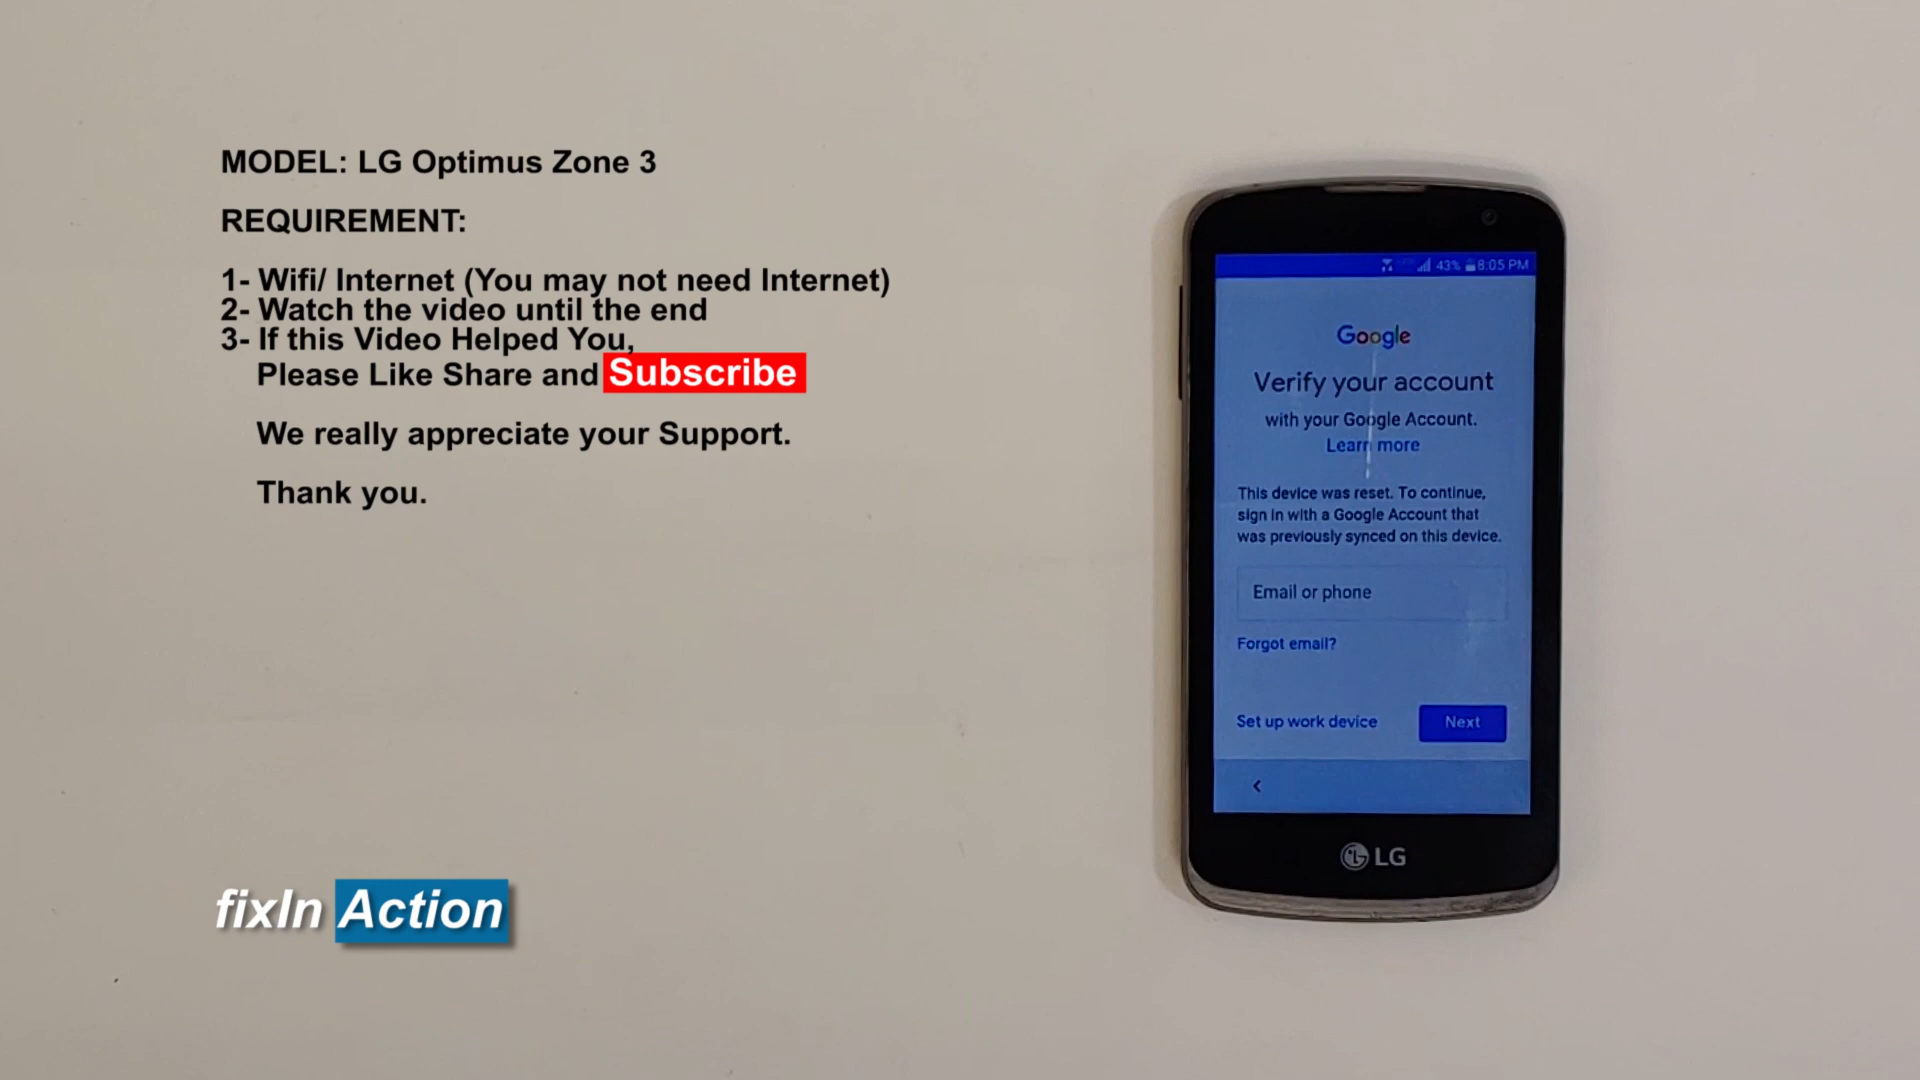 MODEL: LG Optimus Zone 3
REQUIREMENT:
1- Wifi/ Internet (You may not need Internet)
2- Watch the video until the end
3- If this Video Helped You,
Please Like Share and Subscribe
We really appreciate your Support.
Thank you.
fixIn Action
43% 8:05 PM
Google
Verify your account
with your Google Account.
Learn more
This device was reset. To continue,
sign in with a Google Account that
was previously synced on this device.
Email or phone
Forgot email?
Set up work device Next
LG